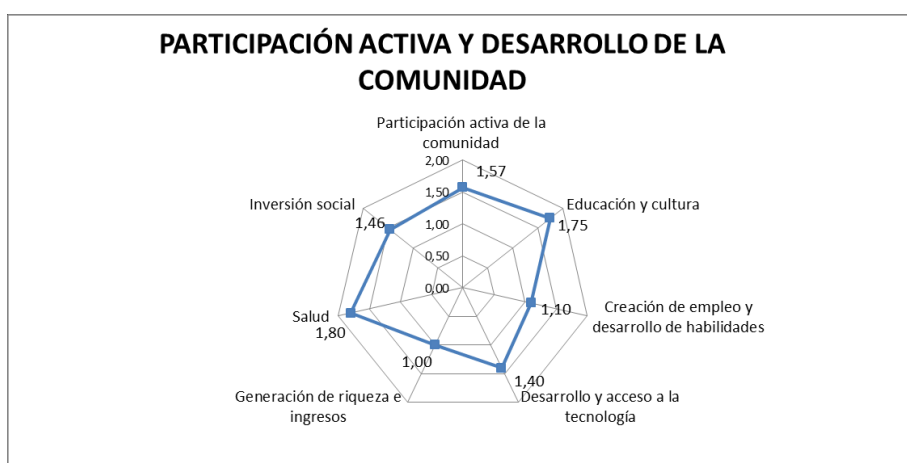 PARTICIPACIÓN ACTIVA Y DESARROLLO DE LA
COMUNIDAD
Participación activa de la
comunidad
2,00
1,57
1,50
1,00
0,50
0,00
Inversión social
1,46
Educación y cultura
1,75
Creación de empleo y
desarrollo de habilidades
1,10
Salud
1,80
1,00
1,40
Generación de riqueza e
ingresos
Desarrollo y acceso a la
tecnología